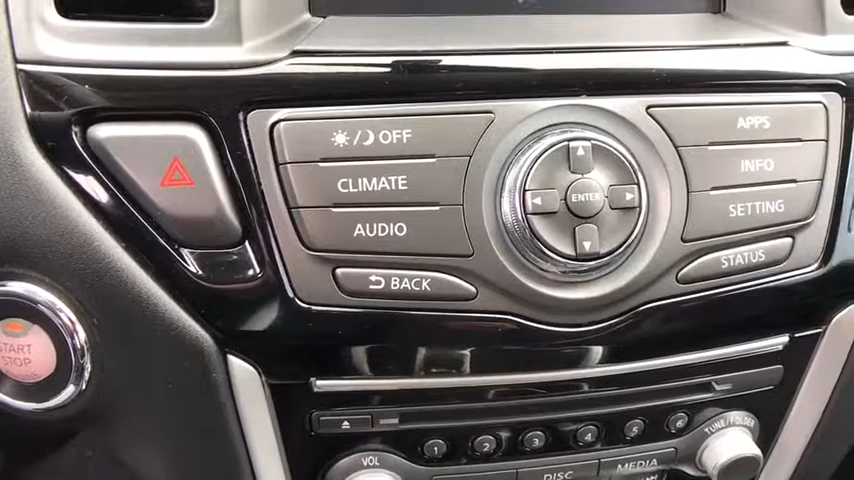 OFF
APPS
CLIMATE
INFO
ENTER
SETTING
AUDIO
STATUS
BACK
START
STOP
VOL
1 2 3 4 5 6
TUNE/FOLDER
DISC
MEDIA